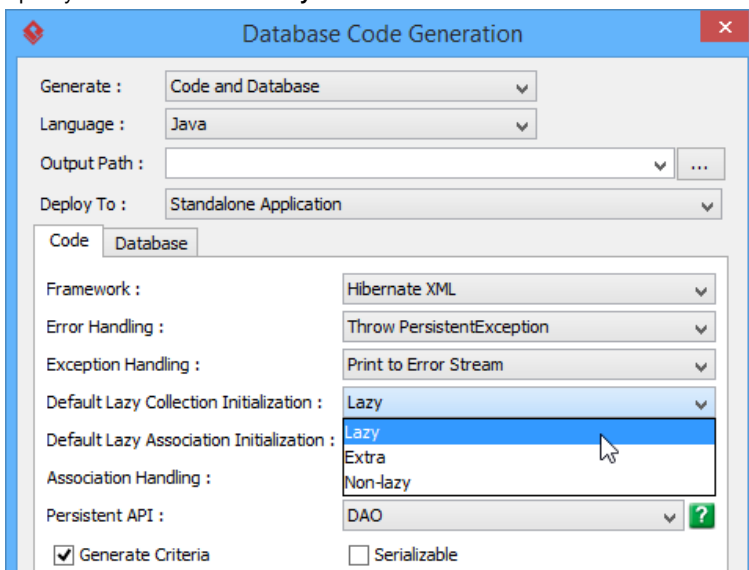 Database Code Generation
Generate : Code and Database
Language : Java
Output Path : ...
Deploy To : Standalone Application
Code Database
Framework : Hibernate XML
Error Handling : Throw PersistentException
Exception Handling : Print to Error Stream
Default Lazy Collection Initialization : Lazy
Default Lazy Association Initialization : Lazy
Extra
Association Handling : Non-lazy
Persistent API : DAO ?
Generate Criteria Serializable